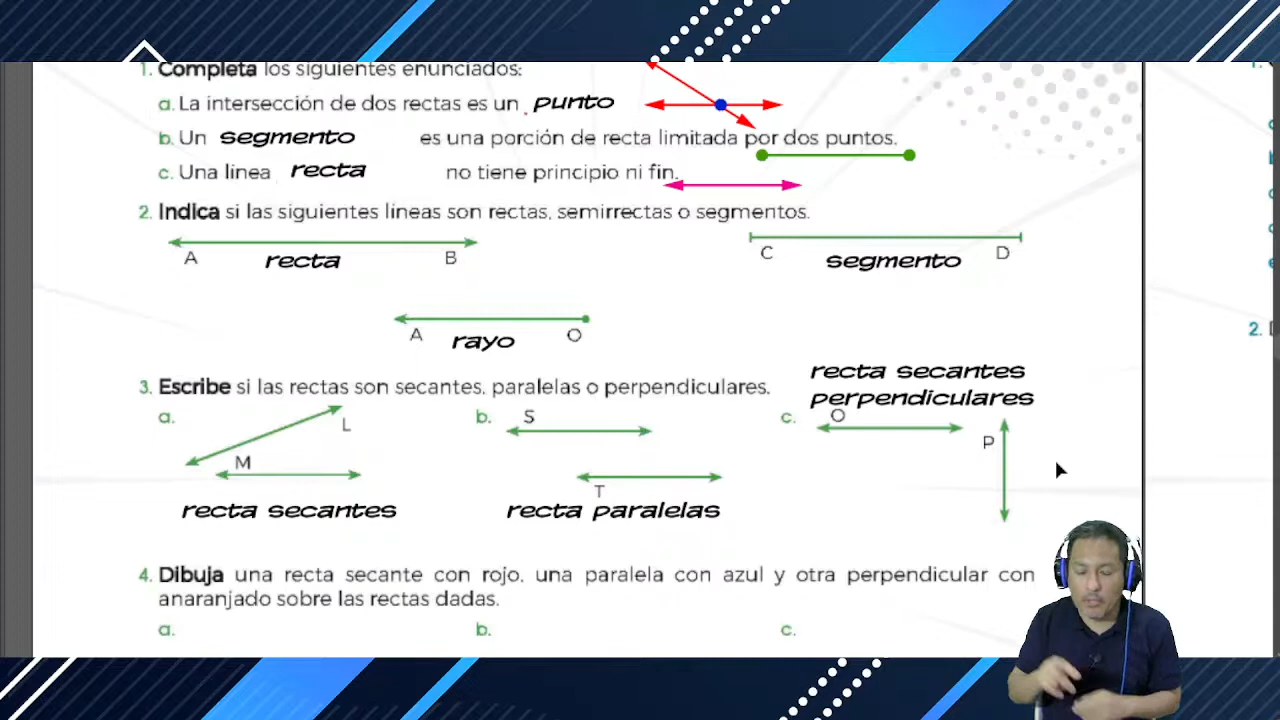 1. Completa los siguientes enunciados:
a. La intersección de dos rectas es un punto
b. Un segmento es una porción de recta limitada por dos puntos.
c. Una línea recta no tiene principio ni fin.
2. Indica si las siguientes líneas son rectas, semirrectas o segmentos.
A recta B
C segmento D
A rayo O
3. Escribe si las rectas son secantes, paralelas o perpendiculares.
a. L
M
recta secantes
b. S
T
recta paralelas
recta secantes
perpendiculares
c. O
P
4. Dibuja una recta secante con rojo, una paralela con azul y otra perpendicular con
anaranjado sobre las rectas dadas.
a. b. c.
2.